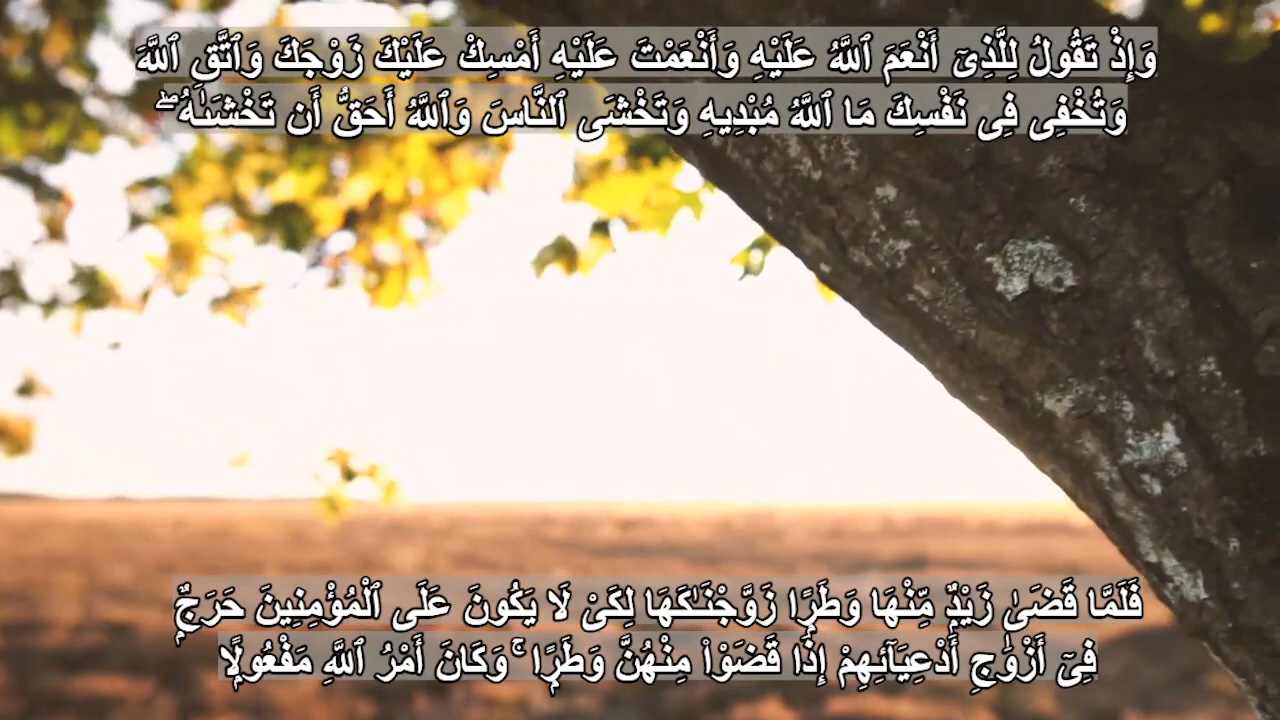 وَإِذْ تَقُولُ لِلَّذِىٓ أَنْعَمَ ٱللَّهُ عَلَيْهِ وَأَنْعَمْتَ عَلَيْهِ أَمْسِكْ عَلَيْكَ زَوْجَكَ وَٱتَّقِ ٱللَّهَ
وَتُخْفِى فِى نَفْسِكَ مَا ٱللَّهُ مُبْدِيهِ وَتَخْشَى ٱلنَّاسَ وَٱللَّهُ أَحَقُّ أَن تَخْشَىٰهُ ۖ
فَلَمَّا قَضَىٰ زَيْدٌۭ مِّنْهَا وَطَرًۭا زَوَّجْنَـٰكَهَا لِكَىْ لَا يَكُونَ عَلَى ٱلْمُؤْمِنِينَ حَرَجٌۭ
فِىٓ أَزْوَٰجِ أَدْعِيَآئِهِمْ إِذَا قَضَوْا۟ مِنْهُنَّ وَطَرًۭا ۚ وَكَانَ أَمْرُ ٱللَّهِ مَفْعُولًۭا